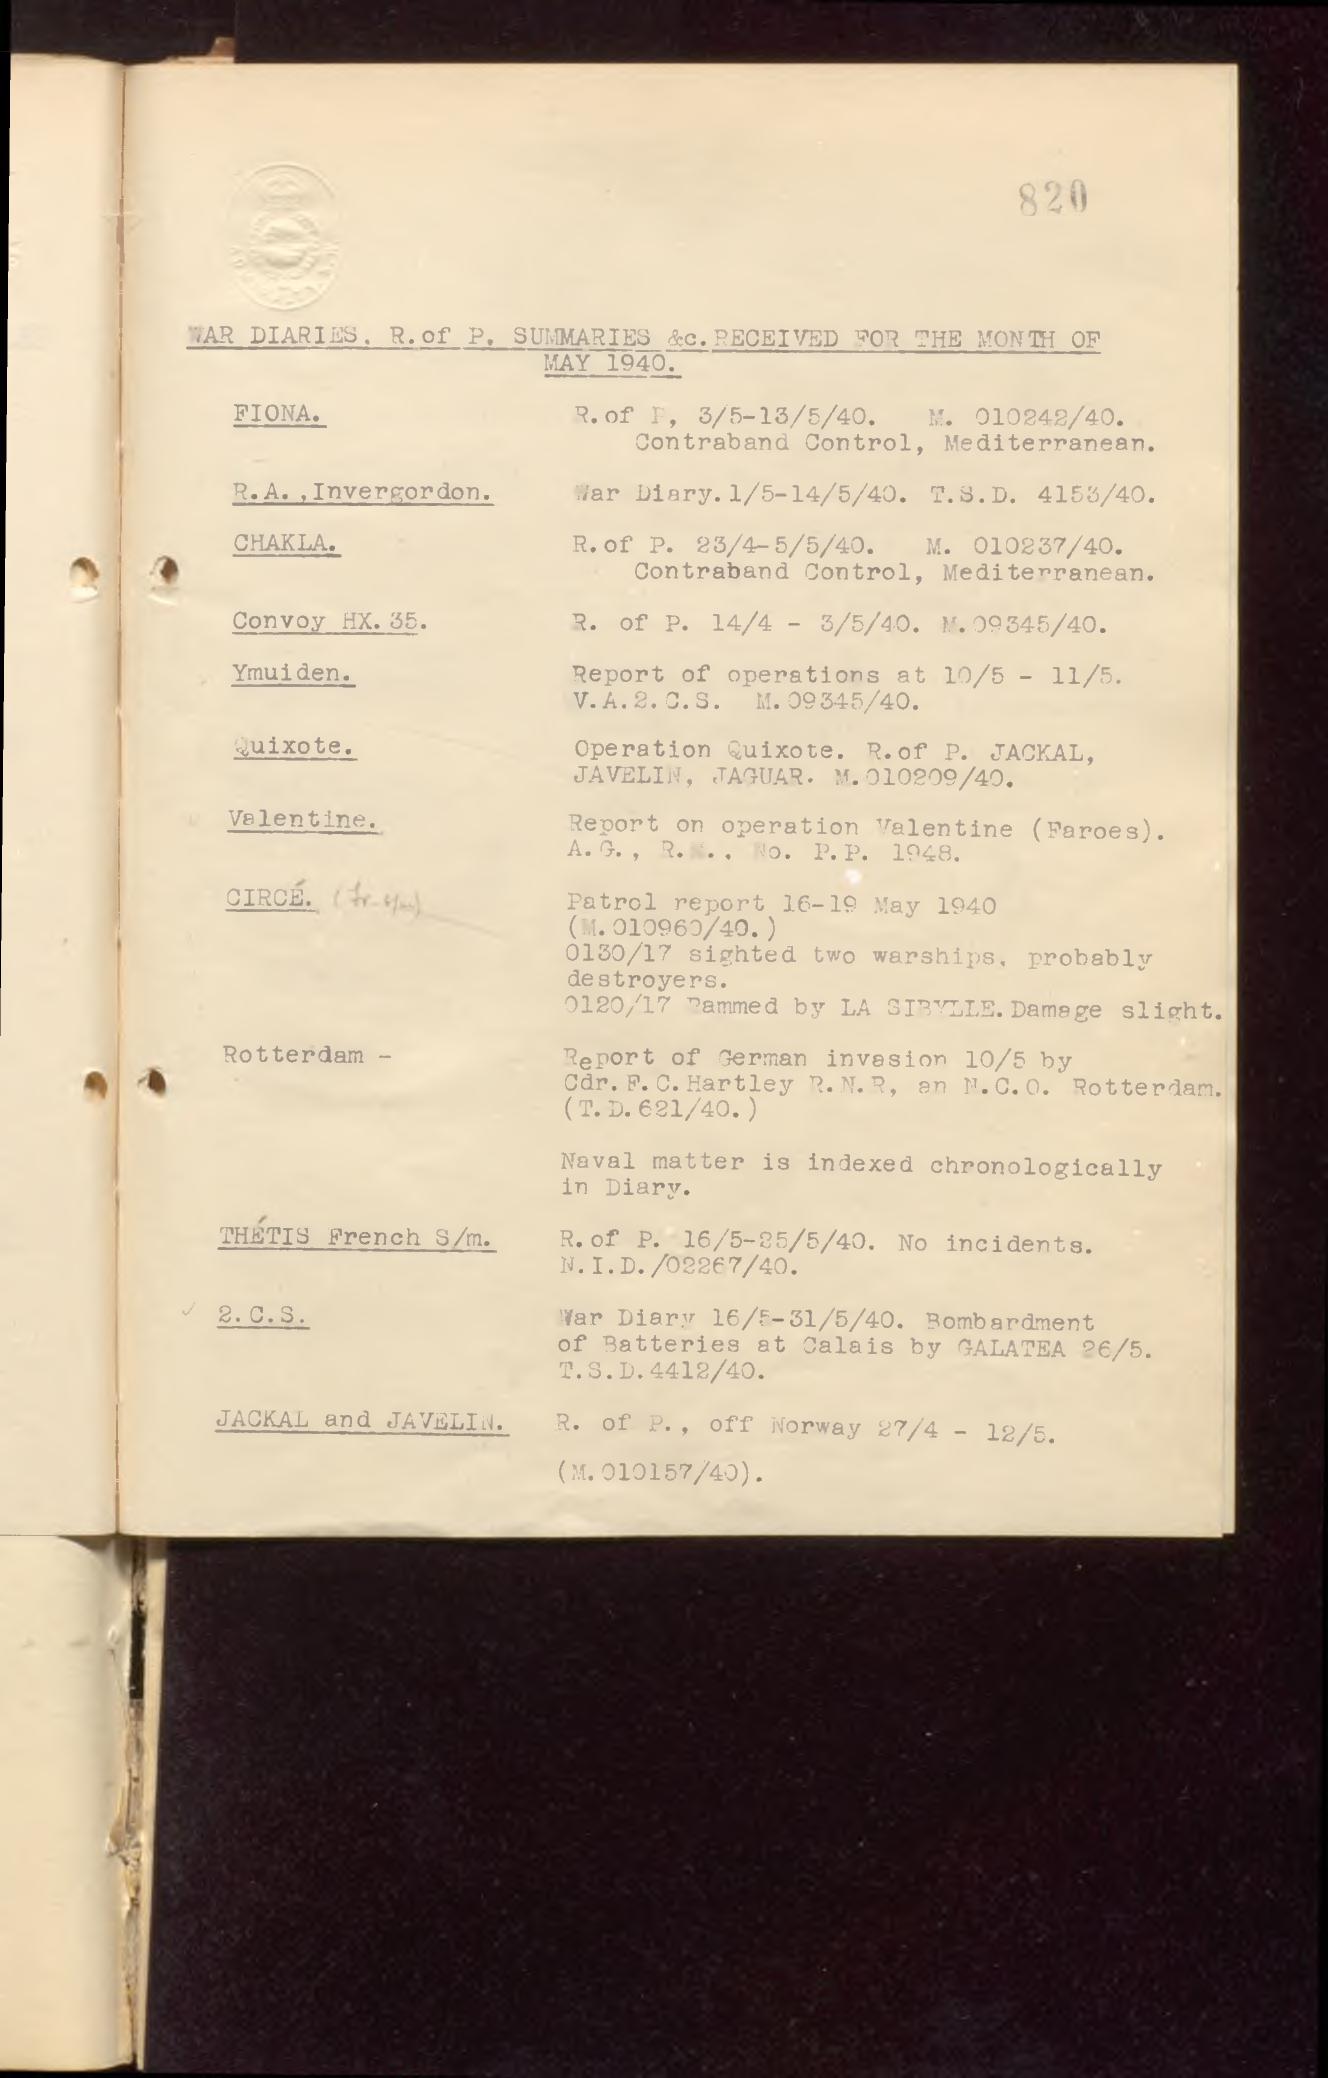 820
WAR DIARIES. R.of P. SUMMARIES &c. RECEIVED FOR THE MONTH OF
MAY 1940.
FIONA. R.of P, 3/5-13/5/40. M. 010242/40.
Contraband Control, Mediterranean.
R.A.,Invergordon. War Diary.1/5-14/5/40. T.S.D. 4153/40.
CHAKLA. R.of P. 23/4-5/5/40. M. 010237/40.
Contraband Control, Mediterranean.
Convoy HX.35. R. of P. 14/4 - 3/5/40. M.09345/40.
Ymuiden. Report of operations at 10/5 - 11/5.
V.A.2.C.S. M.09345/40.
Quixote. Operation Quixote. R.of P. JACKAL,
JAVELIN, JAGUAR. M.010209/40.
Valentine. Report on operation Valentine (Faroes).
A.G., R.M., No. P.P. 1948.
CIRCÉ. (Fr. S/m) Patrol report 16-19 May 1940
(M.010960/40.)
0130/17 sighted two warships, probably
destroyers.
0120/17 Rammed by LA SIBYLLE. Damage slight.
Rotterdam - Report of German invasion 10/5 by
Cdr.F.C.Hartley R.N.R, an N.C.O. Rotterdam.
(T.D.621/40.)
Naval matter is indexed chronologically
in Diary.
THÉTIS French S/m. R.of P. 16/5-25/5/40. No incidents.
N.I.D./02267/40.
✓ 2.C.S. War Diary 16/5-31/5/40. Bombardment
of Batteries at Calais by GALATEA 26/5.
T.S.D.4412/40.
JACKAL and JAVELIN. R. of P., off Norway 27/4 - 12/5.
(M.010157/40).